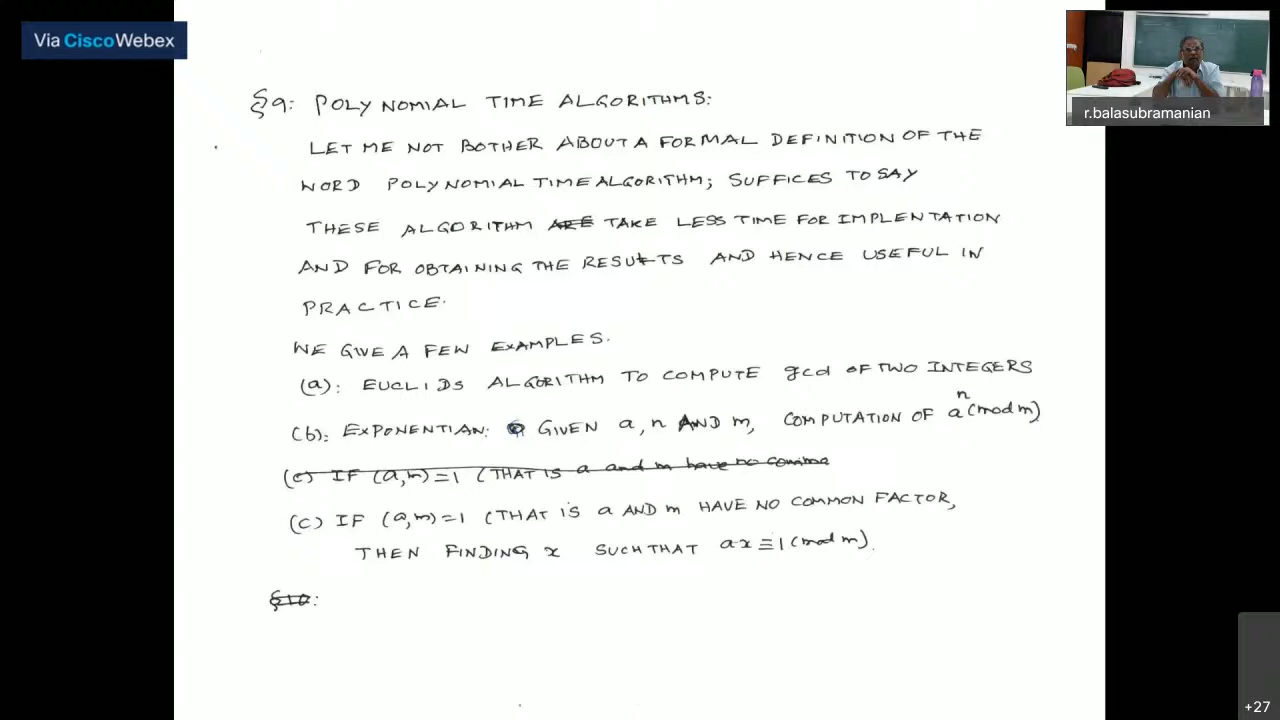 Via Cisco Webex
r.balasubramanian
§9: POLYNOMIAL TIME ALGORITHMS:
LET ME NOT BOTHER ABOUT A FORMAL DEFINITION OF THE
WORD POLYNOMIAL TIME ALGORITHM; SUFFICES TO SAY
THESE ALGORITHM ARE TAKE LESS TIME FOR IMPLENTATION
AND FOR OBTAINING THE RESULTS AND HENCE USEFUL IN
PRACTICE.
WE GIVE A FEW EXAMPLES.
(a): EUCLIDS ALGORITHM TO COMPUTE gcd OF TWO INTEGERS
(b): EXPONENTIAN: GIVEN a, n AND m, COMPUTATION OF aⁿ (mod m)
(c) IF (a,m)=1 (THAT IS a and m have no commo
(C) IF (a,m)=1 (THAT IS a AND m HAVE NO COMMON FACTOR,
THEN FINDING x SUCH THAT ax≡1 (mod m).
§10:
+27